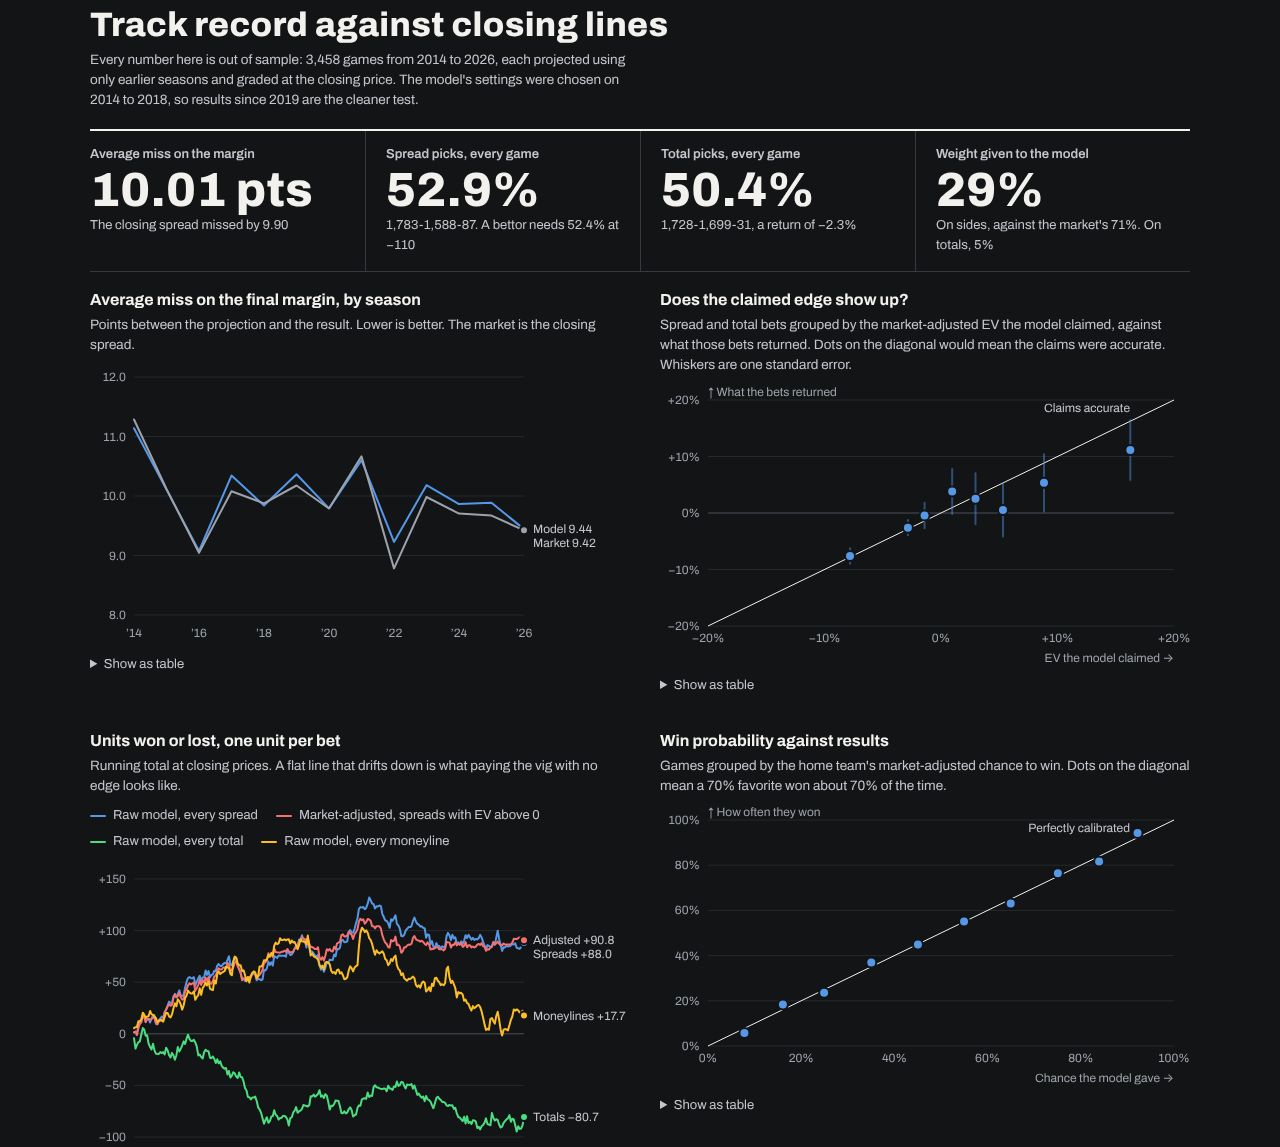 Track record against closing lines
Every number here is out of sample: 3,458 games from 2014 to 2026, each projected using
only earlier seasons and graded at the closing price. The model's settings were chosen on
2014 to 2018, so results since 2019 are the cleaner test.
Average miss on the margin
10.01 pts
The closing spread missed by 9.90
Spread picks, every game
52.9%
1,783-1,588-87. A bettor needs 52.4% at
−110
Total picks, every game
50.4%
1,728-1,699-31, a return of −2.3%
Weight given to the model
29%
On sides, against the market's 71%. On
totals, 5%
Average miss on the final margin, by season
Points between the projection and the result. Lower is better. The market is the closing
spread.
12.0
11.0
10.0
9.0
8.0
’14
’16
’18
’20
’22
’24
’26
Model 9.44
Market 9.42
▶ Show as table
Does the claimed edge show up?
Spread and total bets grouped by the market-adjusted EV the model claimed, against
what those bets returned. Dots on the diagonal would mean the claims were accurate.
Whiskers are one standard error.
↑ What the bets returned
+20%
+10%
0%
−10%
−20%
Claims accurate
−20%
−10%
0%
+10%
+20%
EV the model claimed →
▶ Show as table
Units won or lost, one unit per bet
Running total at closing prices. A flat line that drifts down is what paying the vig with no
edge looks like.
Raw model, every spread
Market-adjusted, spreads with EV above 0
Raw model, every total
Raw model, every moneyline
+150
+100
+50
0
−50
−100
Adjusted +90.8
Spreads +88.0
Moneylines +17.7
Totals −80.7
Win probability against results
Games grouped by the home team's market-adjusted chance to win. Dots on the diagonal
mean a 70% favorite won about 70% of the time.
↑ How often they won
100%
80%
60%
40%
20%
0%
Perfectly calibrated
0%
20%
40%
60%
80%
100%
Chance the model gave →
▶ Show as table